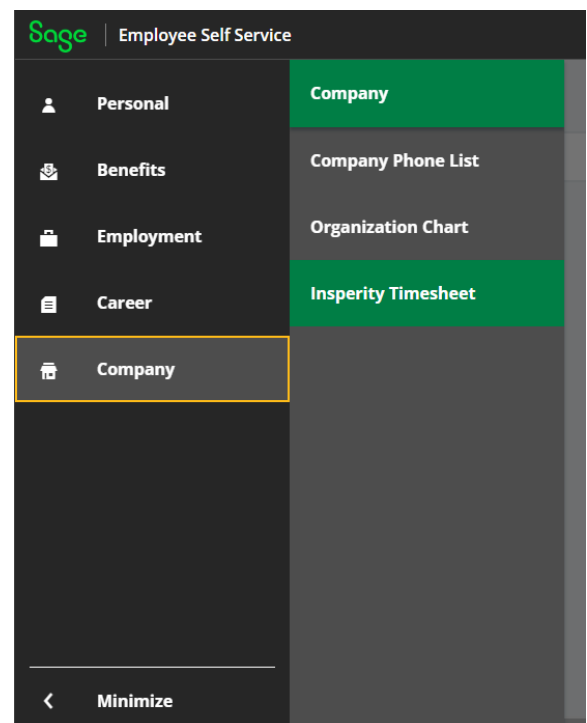 Sage | Employee Self Service
Personal
Benefits
Employment
Career
Company
Minimize
Company
Company Phone List
Organization Chart
Insperity Timesheet